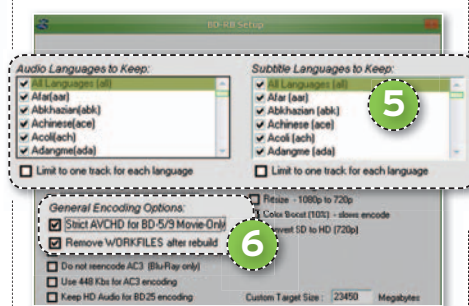 BD-RB Setup
Audio Languages to Keep:
All Languages (all)
Afar(aar)
Abkhazian(abk)
Achinese(ace)
Acoli(ach)
Adangme(ada)
Limit to one track for each language
Subtitle Languages to Keep:
All Languages (all)
Afar (aar)
Abkhazian (abk)
Achinese (ace)
Acoli (ach)
Adangme (ada)
Limit to one track for each language
5
General Encoding Options:
Strict AVCHD for BD-5/9 Movie-Only
Remove WORKFILES after rebuild
6
Do not reencode AC3 (Blu-Ray only)
Use 448 Kbs for AC3 encoding
Keep HD Audio for BD25 encoding
Resize - 1080p to 720p
Color Boost (10%) - slows encode
Convert SD to HD (720p)
Custom Target Size : 23450 Megabytes